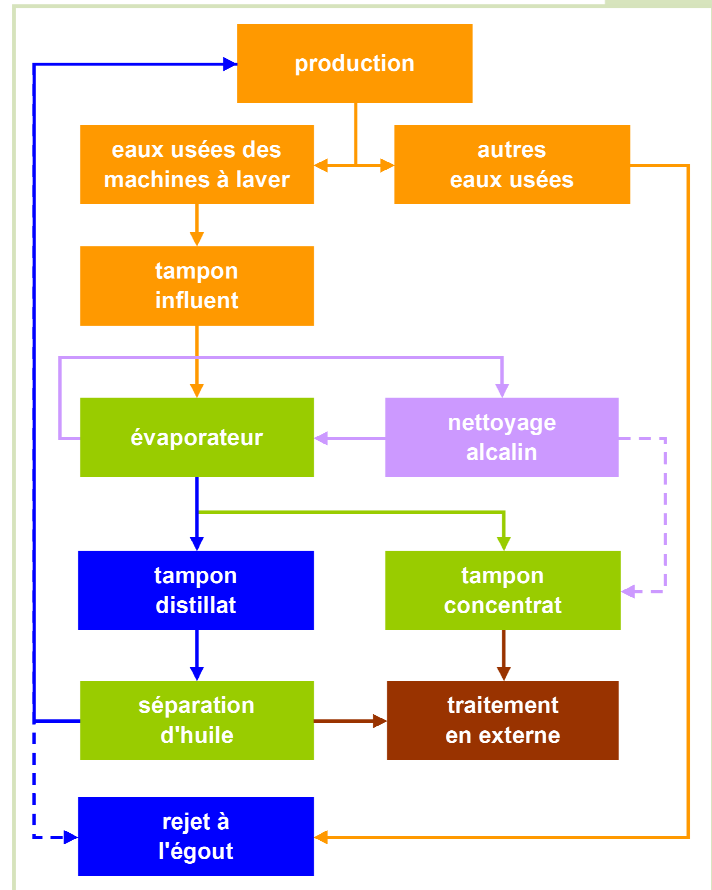 production
eaux usées des
machines à laver
autres
eaux usées
tampon
influent
évaporateur
nettoyage
alcalin
tampon
distillat
tampon
concentrat
séparation
d'huile
traitement
en externe
rejet à
l'égout